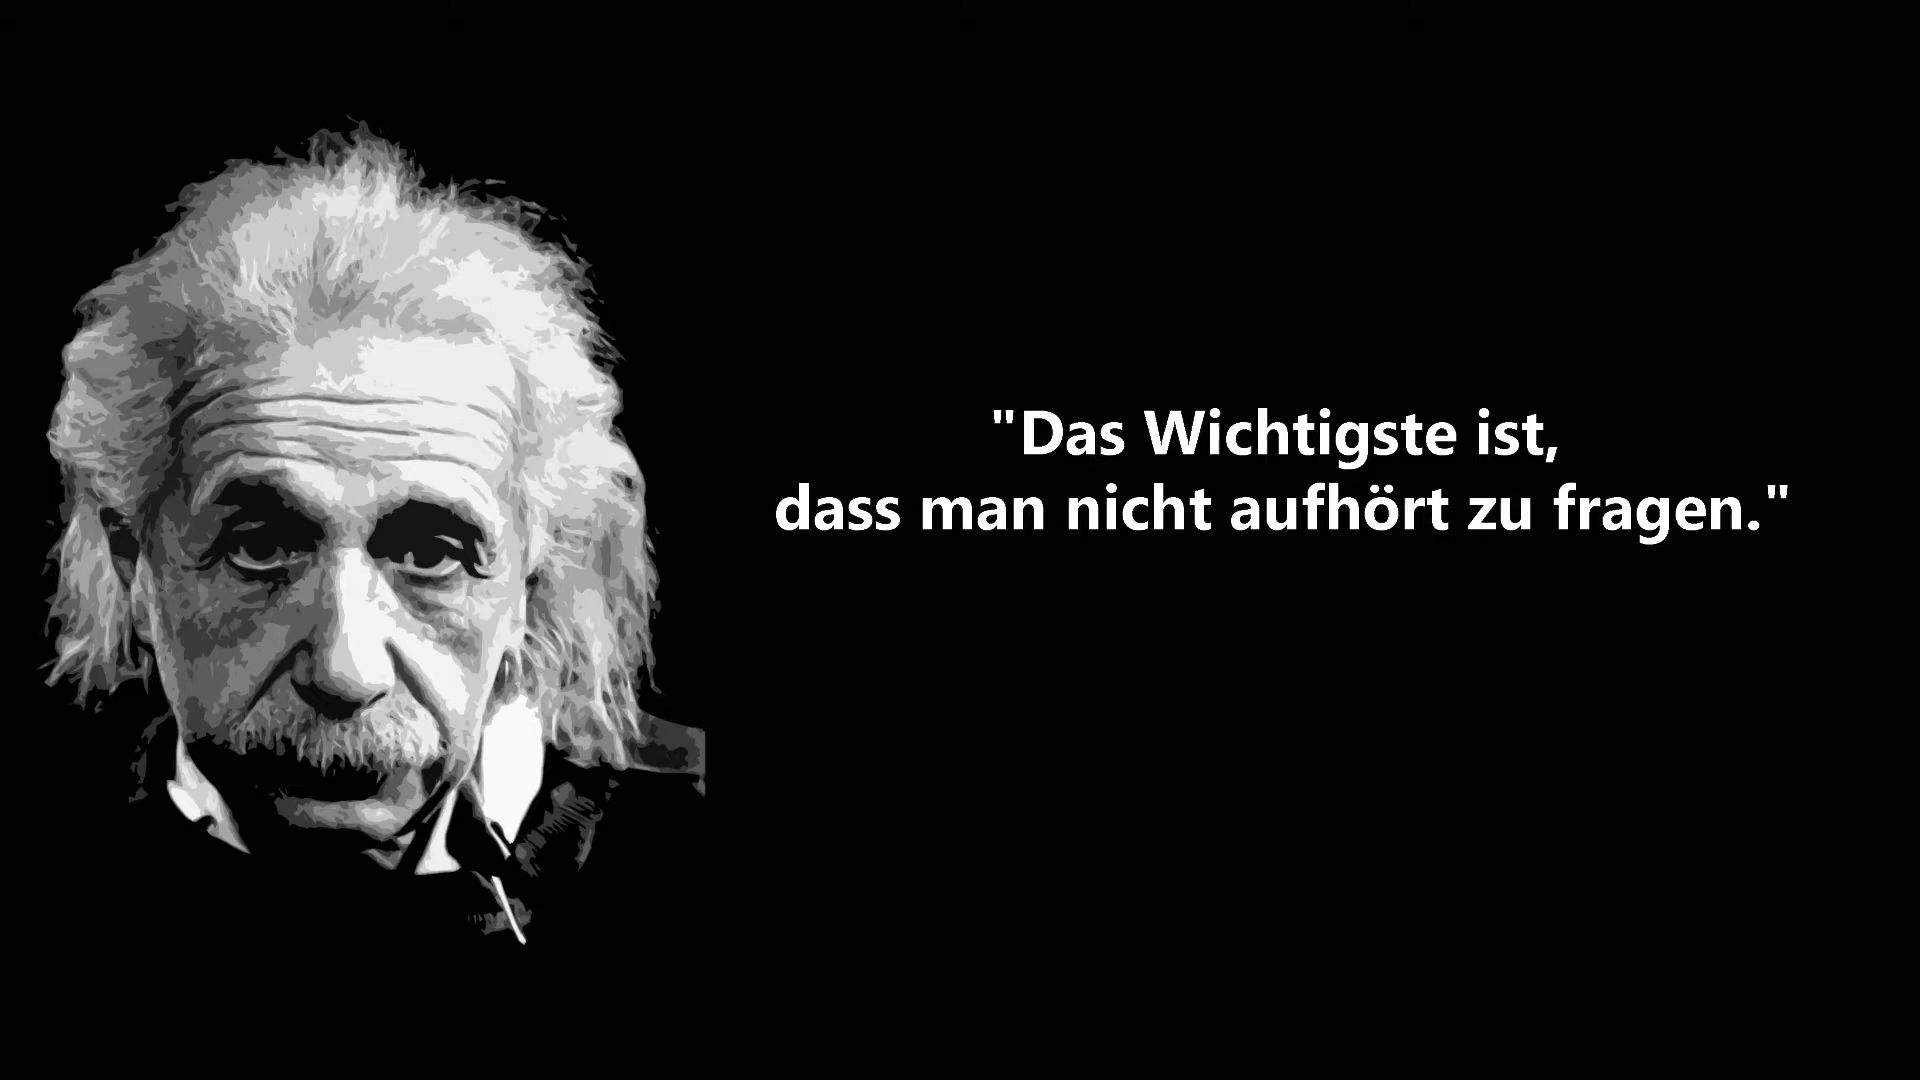 "Das Wichtigste ist,
dass man nicht aufhört zu fragen."